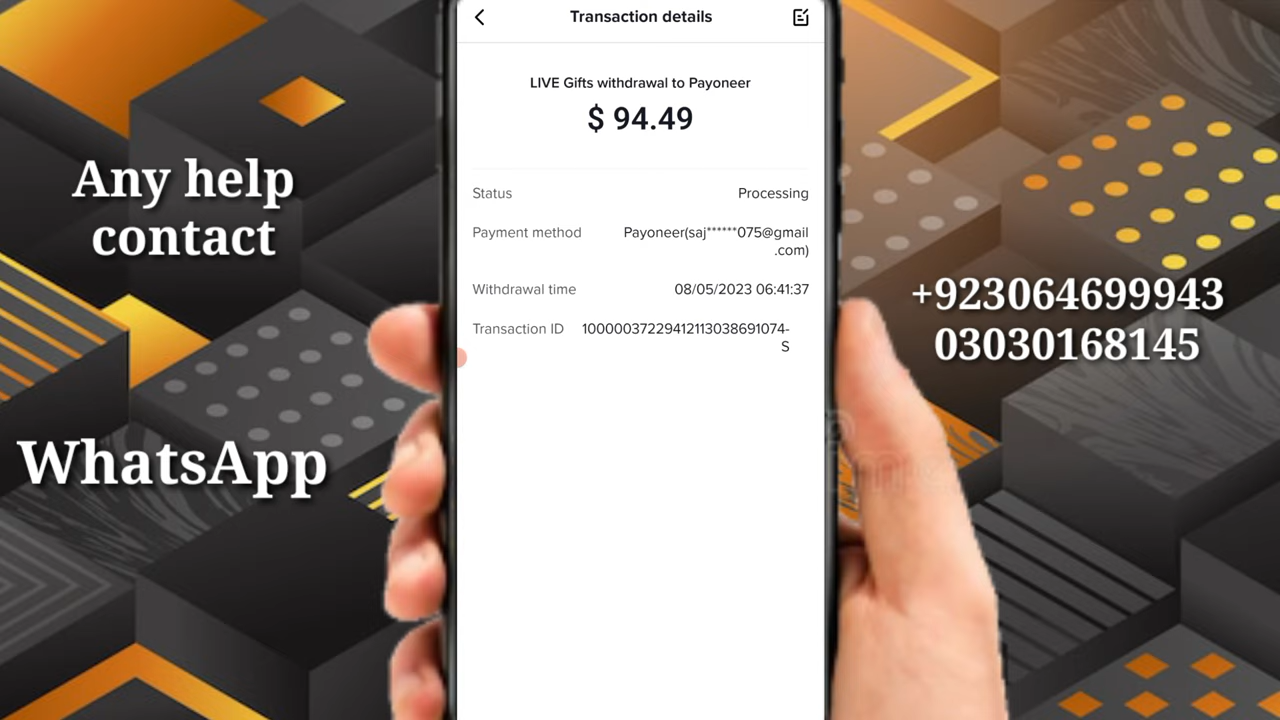 Transaction details
LIVE Gifts withdrawal to Payoneer
$ 94.49
Status
Processing
Payment method
Payoneer(saj******075@gmail
.com)
Withdrawal time
08/05/2023 06:41:37
Transaction ID
10000037229412113038691074-
S
Any help
contact
WhatsApp
+923064699943
03030168145